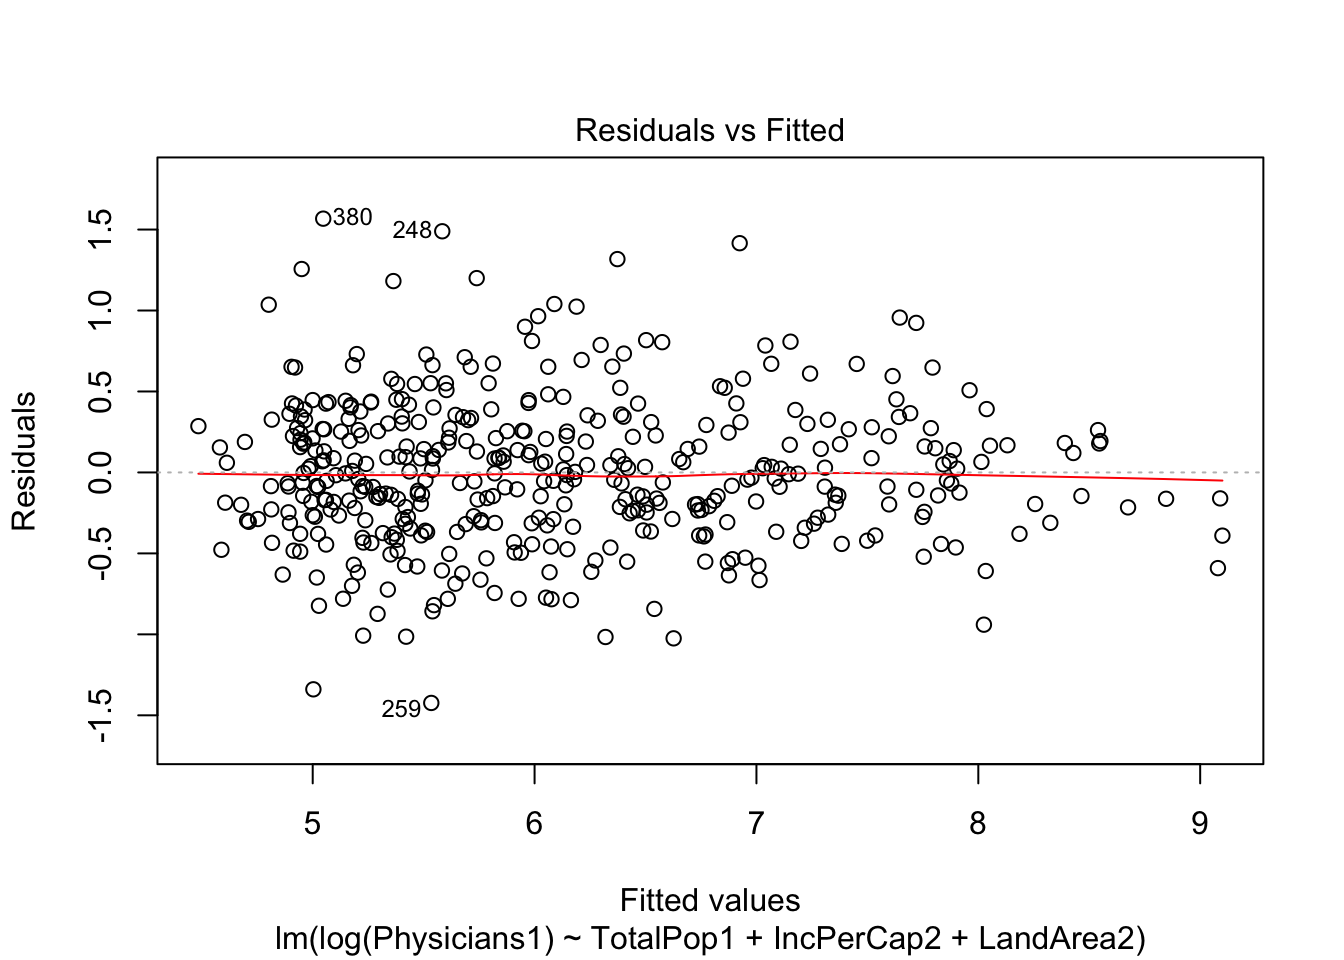 Residuals vs Fitted
Residuals
1.5
1.0
0.5
0.0
-0.5
-1.5
380
248
259
5 6 7 8 9
Fitted values
lm(log(Physicians1) ~ TotalPop1 + IncPerCap2 + LandArea2)